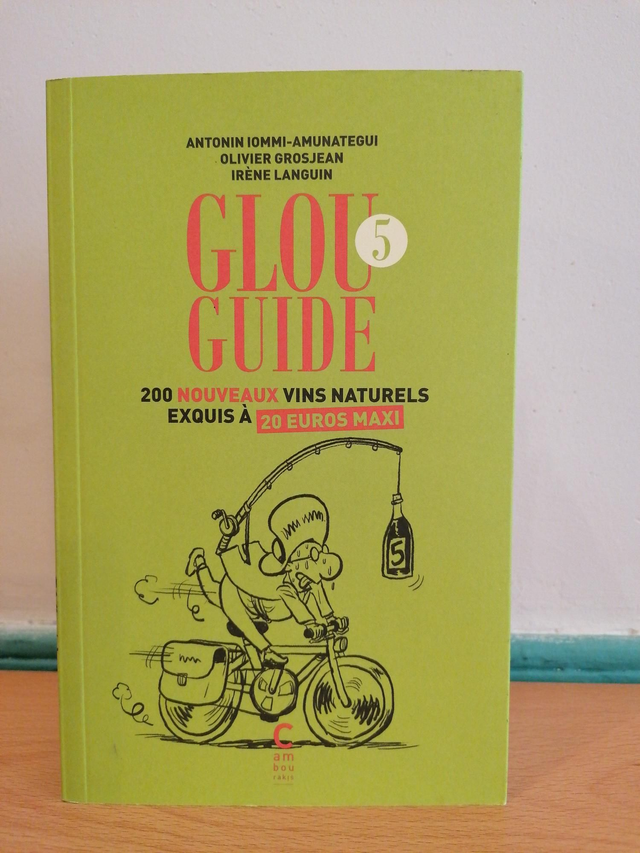 ANTONIN IOMMI-AMUNATEGUI
OLIVIER GROSJEAN
IRÈNE LANGUIN
GLOU 5
GUIDE
200 NOUVEAUX VINS NATURELS
EXQUIS À 20 EUROS MAXI
5
C
am
bou
rakis